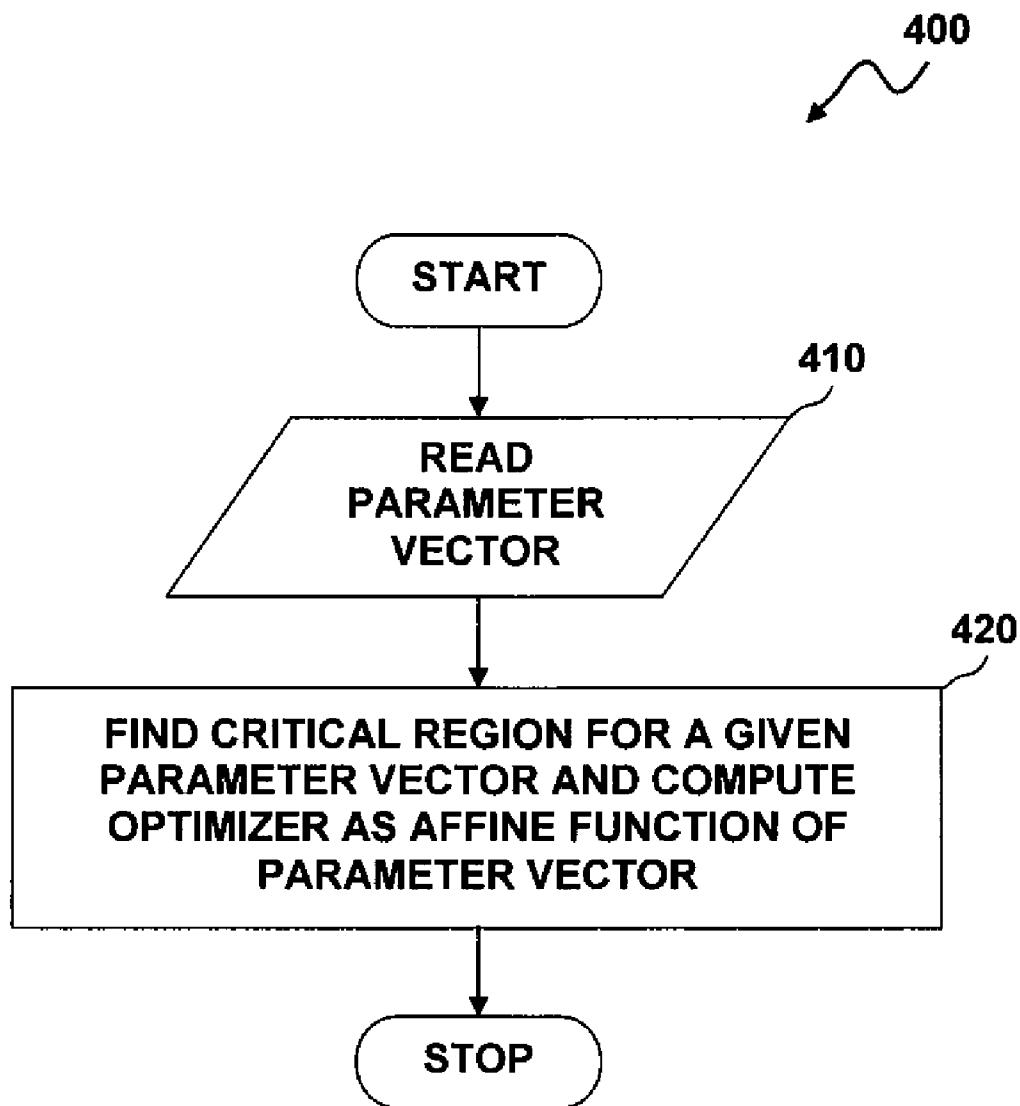 400
START
410
READ
PARAMETER
VECTOR
420
FIND CRITICAL REGION FOR A GIVEN
PARAMETER VECTOR AND COMPUTE
OPTIMIZER AS AFFINE FUNCTION OF
PARAMETER VECTOR
STOP